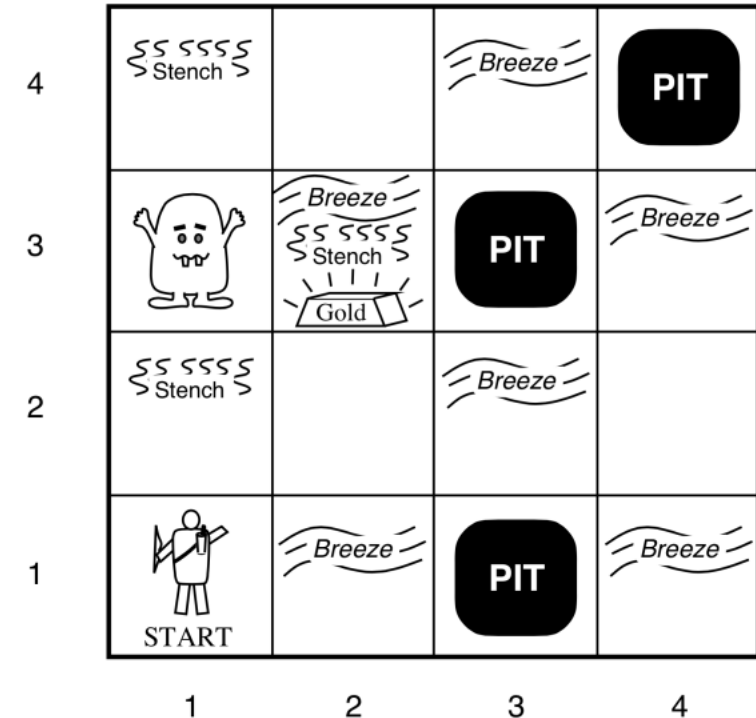 4
Stench
Breeze
PIT
3
Breeze
Stench
Gold
PIT
Breeze
2
Stench
Breeze
1
START
Breeze
PIT
Breeze
1 2 3 4